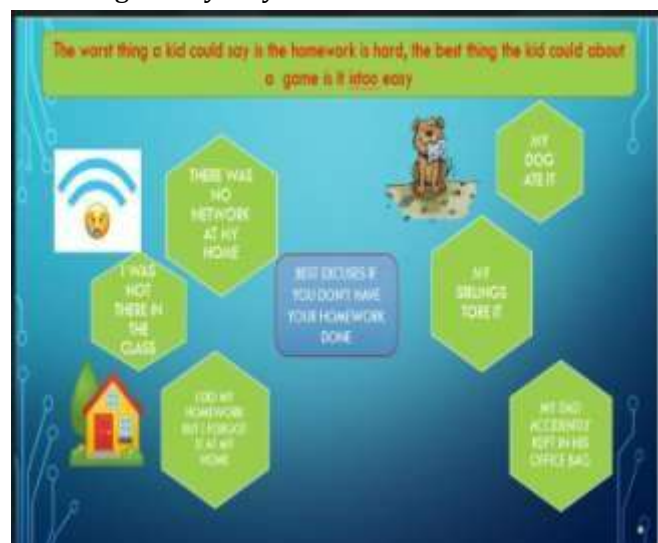 The worst thing a kid could say is the homework is hard, the best thing the kid could about
a game is it istoo easy
THERE WAS
NO
NETWORK
AT MY
HOME
MY
DOG
ATE IT
I WAS
NOT
THERE IN
THE
CLASS
BEST EXCUSES IF
YOU DON'T HAVE
YOUR HOMEWORK
DONE
MY
SIBLINGS
TORE IT
I DID MY
HOMEWORK
BUT I FORGOT
IT AT MY
HOME
MY DAD
ACCIDENTLY
KEPT IN HIS
OFFICE BAG